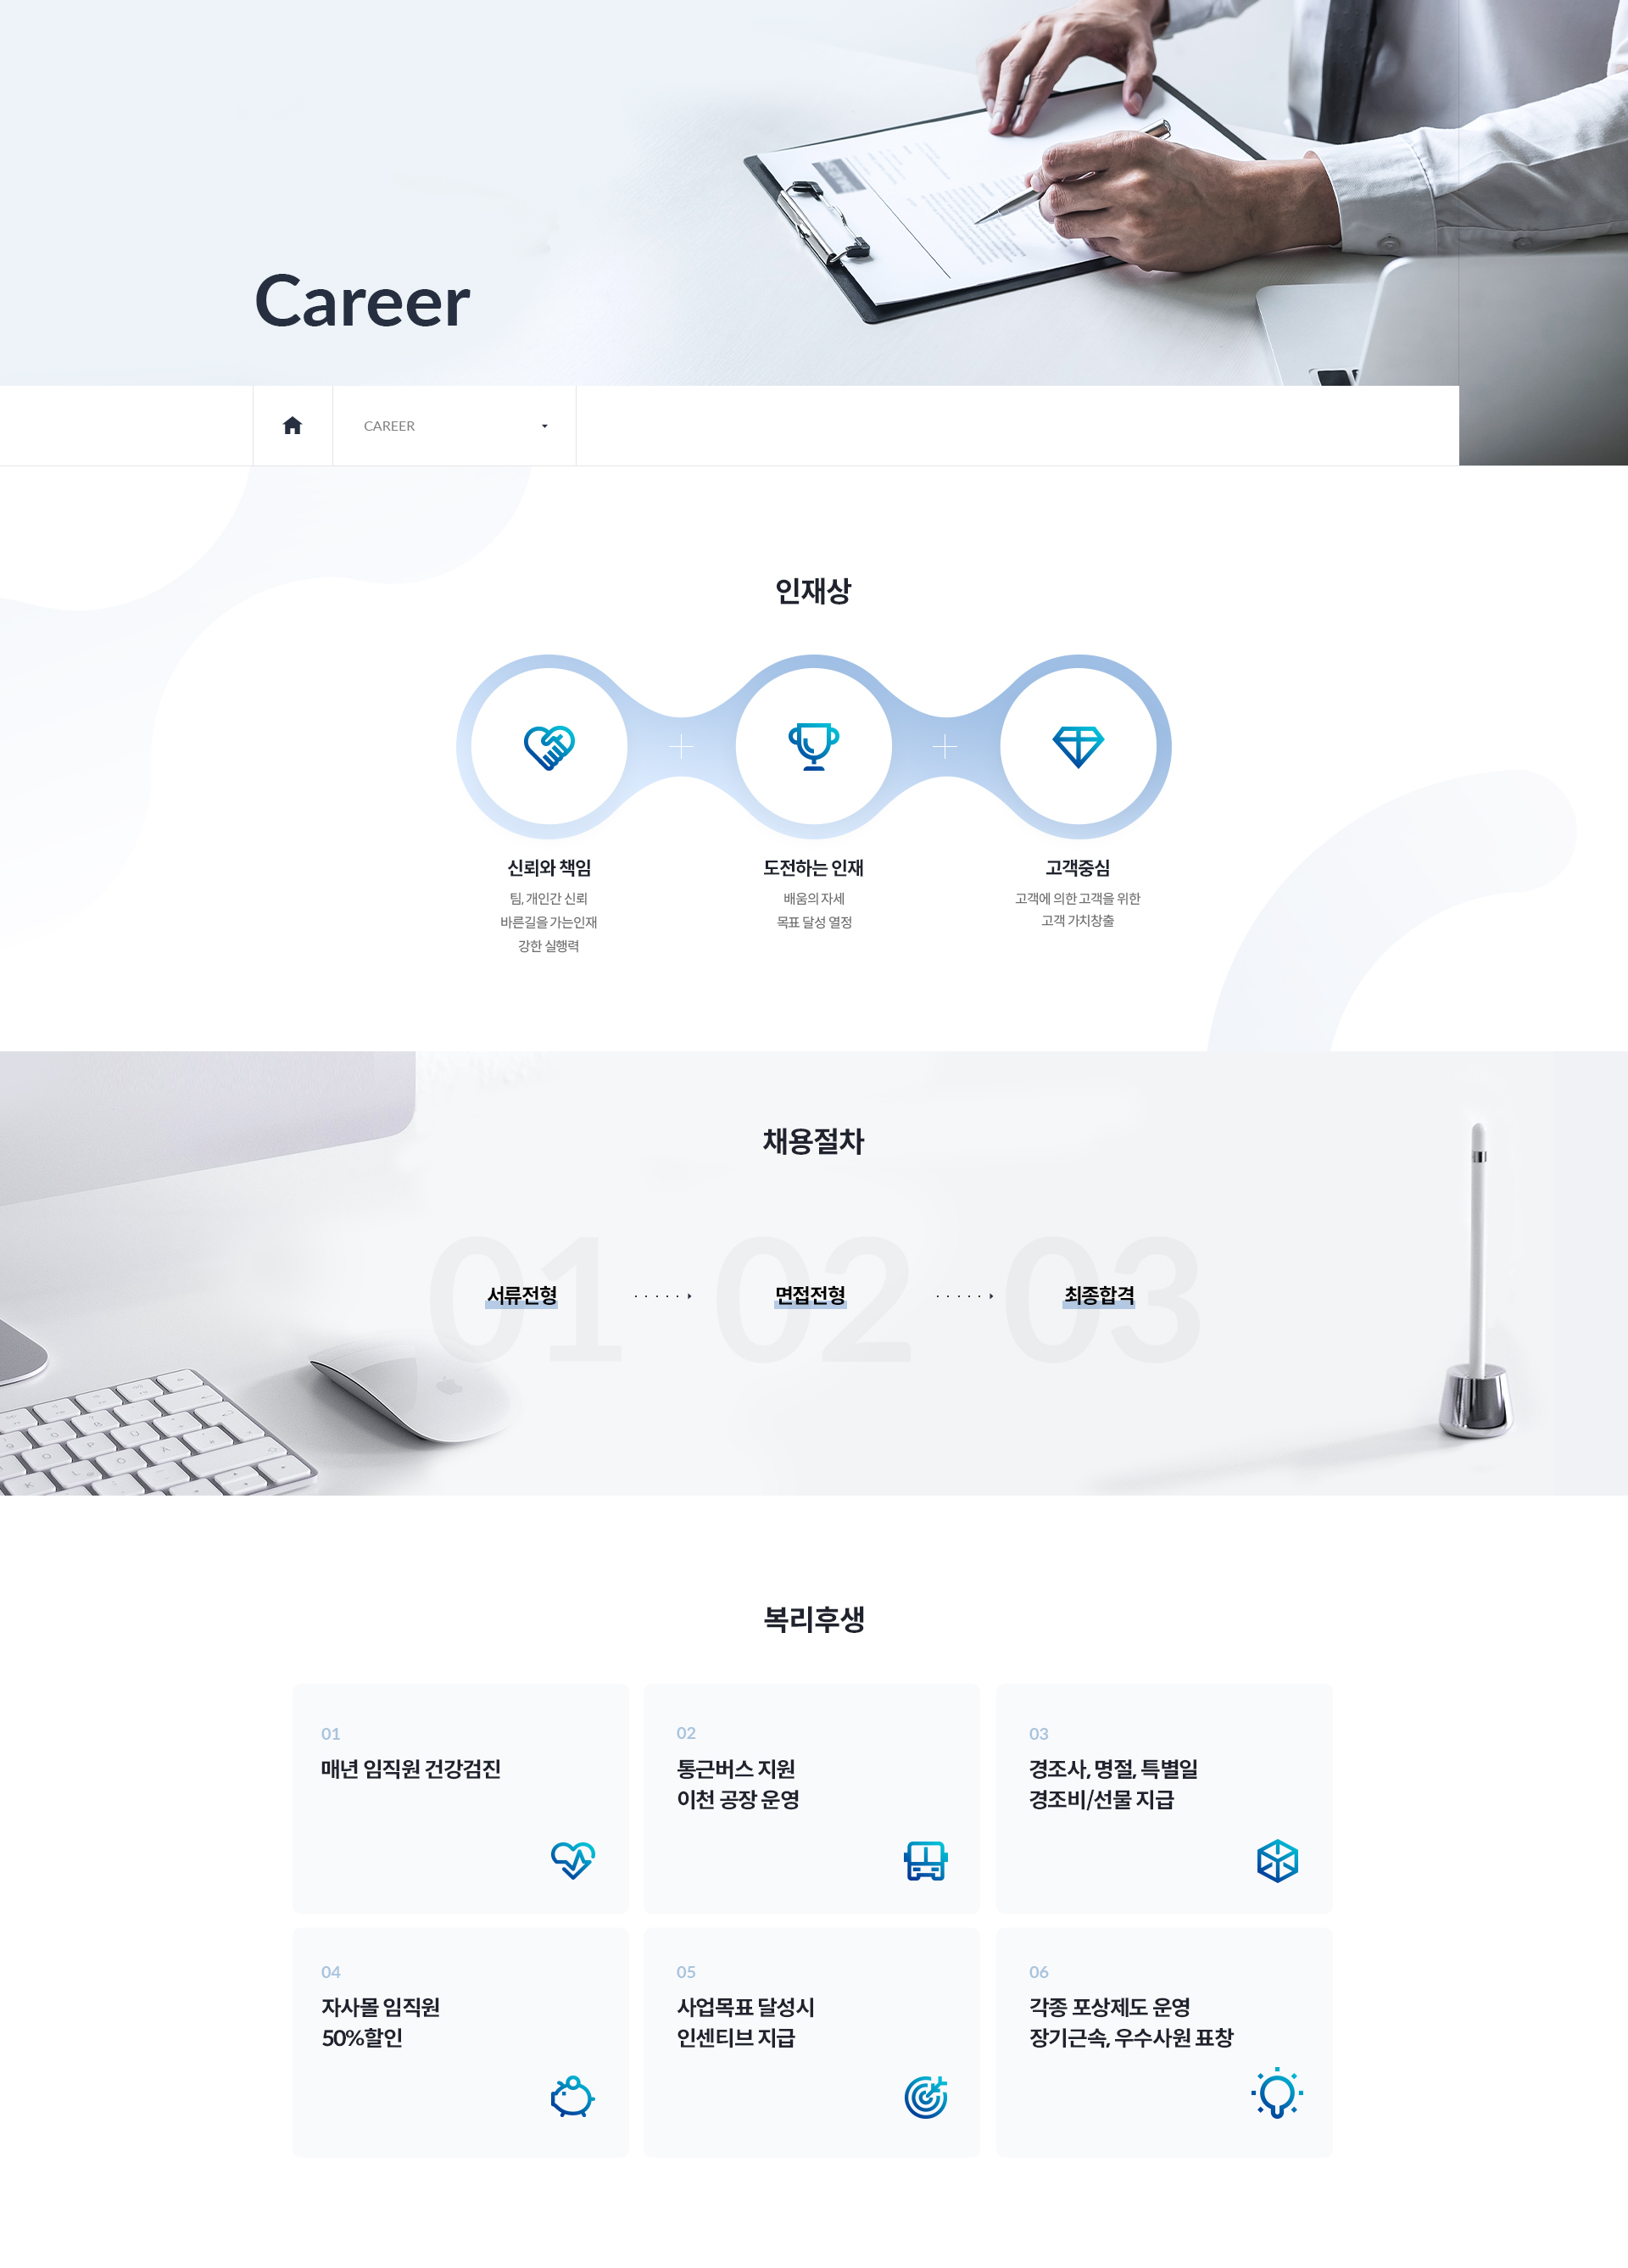 Career
CAREER
인재상
신뢰와 책임
팀, 개인간 신뢰
바른길을 가는인재
강한 실행력
도전하는 인재
배움의 자세
목표 달성 열정
고객중심
고객에 의한 고객을 위한
고객 가치창출
채용절차
01
서류전형
02
면접전형
03
최종합격
복리후생
01
매년 임직원 건강검진
02
통근버스 지원
이천 공장 운영
03
경조사, 명절, 특별일
경조비/선물 지급
04
자사몰 임직원
50%할인
05
사업목표 달성시
인센티브 지급
06
각종 포상제도 운영
장기근속, 우수사원 표창